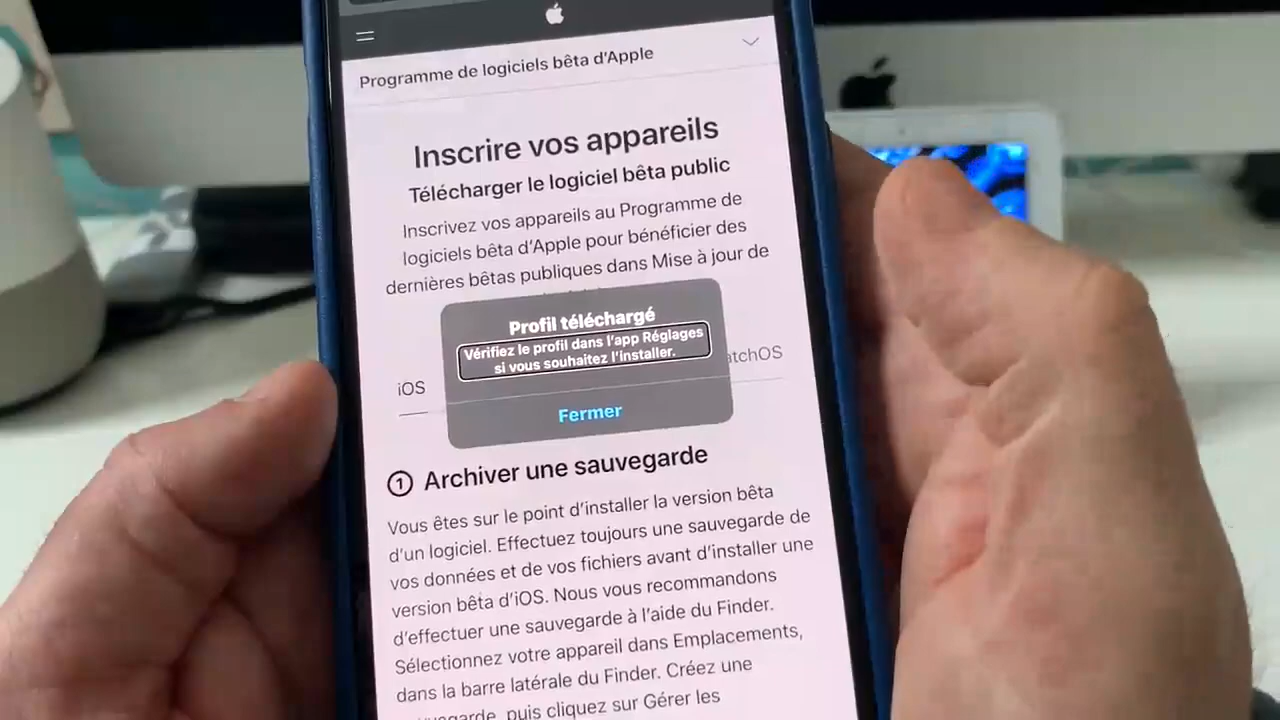 Programme de logiciels bêta d'Apple
Inscrire vos appareils
Télécharger le logiciel bêta public
Inscrivez vos appareils au Programme de
logiciels bêta d'Apple pour bénéficier des
dernières bêtas publiques dans Mise à jour de
Profil téléchargé
Vérifiez le profil dans l'app Réglages
si vous souhaitez l'installer.
iOS
atchOS
Fermer
1 Archiver une sauvegarde
Vous êtes sur le point d'installer la version bêta
d'un logiciel. Effectuez toujours une sauvegarde de
vos données et de vos fichiers avant d'installer une
version bêta d'iOS. Nous vous recommandons
d'effectuer une sauvegarde à l'aide du Finder.
Sélectionnez votre appareil dans Emplacements,
dans la barre latérale du Finder. Créez une
puis cliquez sur Gérer les